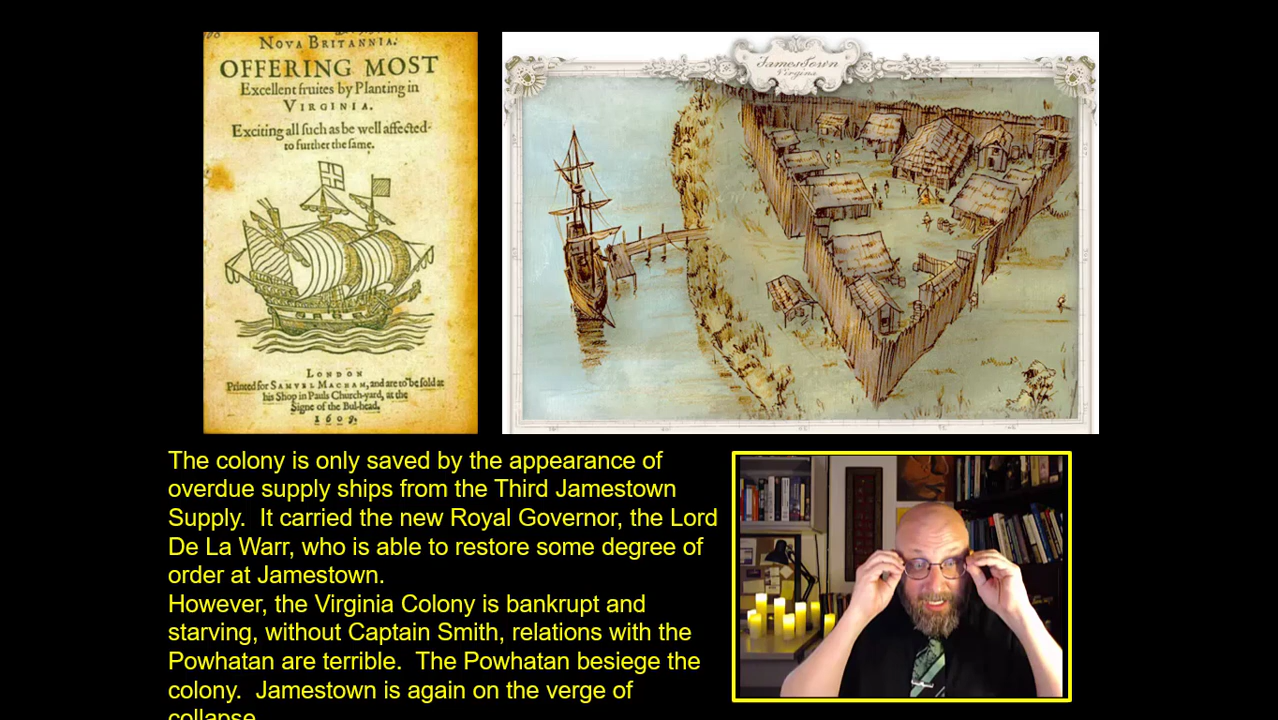 NOVA BRITANNIA.
OFFERING MOST
Excellent fruites by Planting in
VIRGINIA.
Exciting all such as be well affected
to further the same.
LONDON
Printed for SAMVEL MACHAM, and are to be sold at
his Shop in Pauls Church-yard, at the
Signe of the Bul-head.
1609.
Jamestown
Virginia
The colony is only saved by the appearance of
overdue supply ships from the Third Jamestown
Supply.  It carried the new Royal Governor, the Lord
De La Warr, who is able to restore some degree of
order at Jamestown.
However, the Virginia Colony is bankrupt and
starving, without Captain Smith, relations with the
Powhatan are terrible.  The Powhatan besiege the
colony.  Jamestown is again on the verge of
collapse.